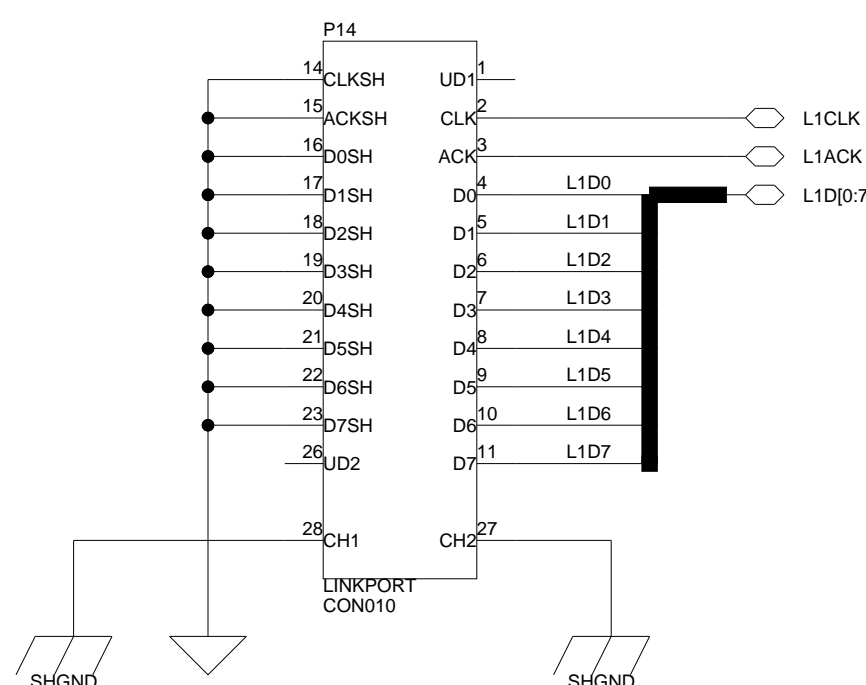 P14
14 CLKSH UD1 1
15 ACKSH CLK 2 L1CLK
16 D0SH ACK 3 L1ACK
17 D1SH D0 4 L1D0 L1D[0:7
18 D2SH D1 5 L1D1
19 D3SH D2 6 L1D2
20 D4SH D3 7 L1D3
21 D5SH D4 8 L1D4
22 D6SH D5 9 L1D5
23 D7SH D6 10 L1D6
26 UD2 D7 11 L1D7
28 CH1 CH2 27
LINKPORT
CON010
SHGND SHGND